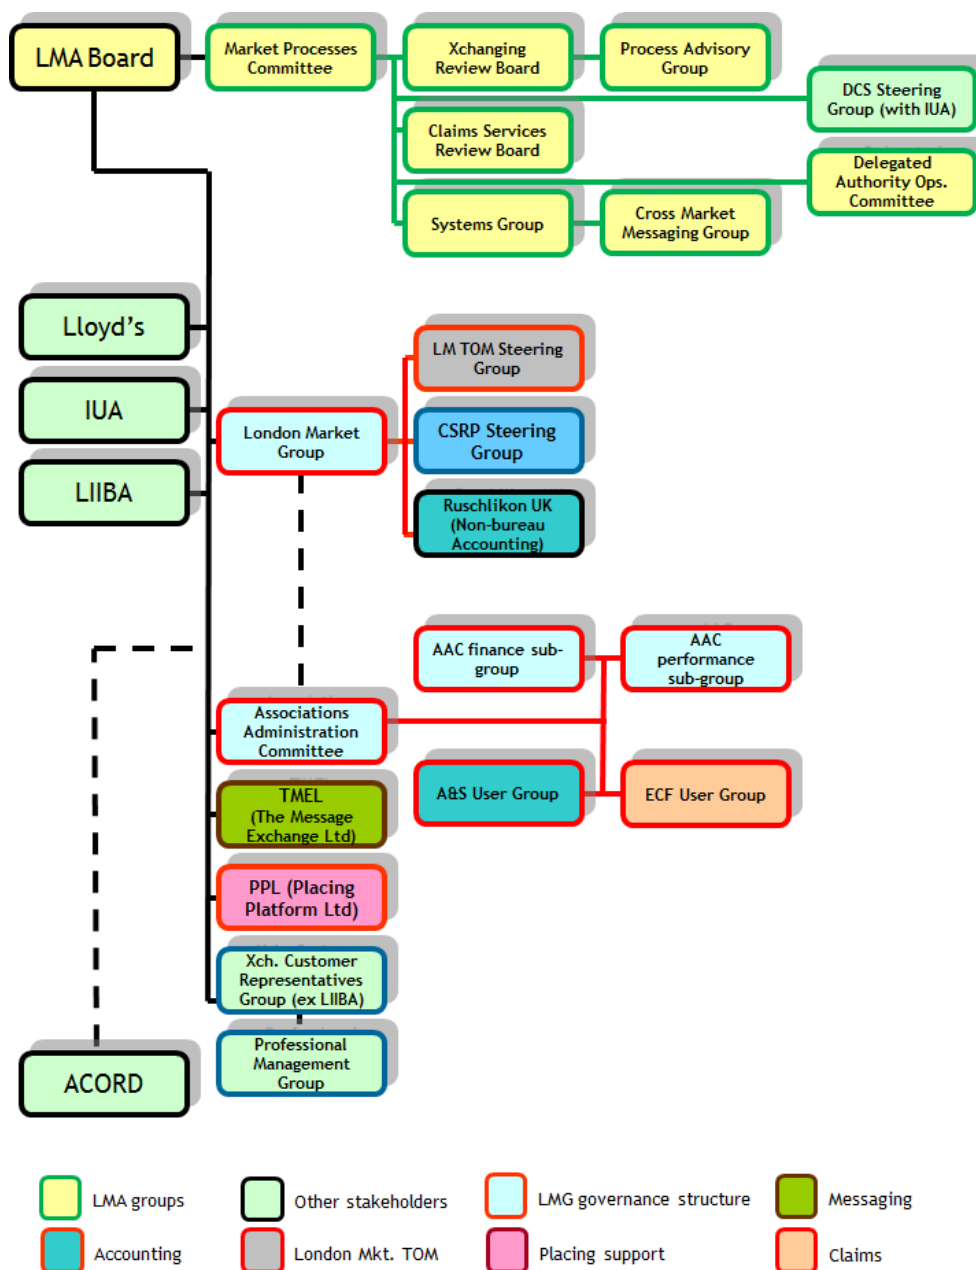 LMA Board
Market Processes
Committee
Xchanging
Review Board
Process Advisory
Group
DCS Steering
Group (with IUA)
Claims Services
Review Board
Delegated
Authority Ops.
Committee
Systems Group
Cross Market
Messaging Group
Lloyd's
IUA
LIIBA
London Market
Group
LM TOM Steering
Group
CSRP Steering
Group
Ruschlikon UK
(Non-bureau
Accounting)
AAC finance sub-
group
AAC
performance
sub-group
Associations
Administration
Committee
A&S User Group
ECF User Group
TMEL
(The Message
Exchange Ltd)
PPL (Placing
Platform Ltd)
Xch. Customer
Representatives
Group (ex LIIBA)
Professional
Management
Group
ACORD
LMA groups
Other stakeholders
LMG governance structure
Messaging
Accounting
London Mkt. TOM
Placing support
Claims